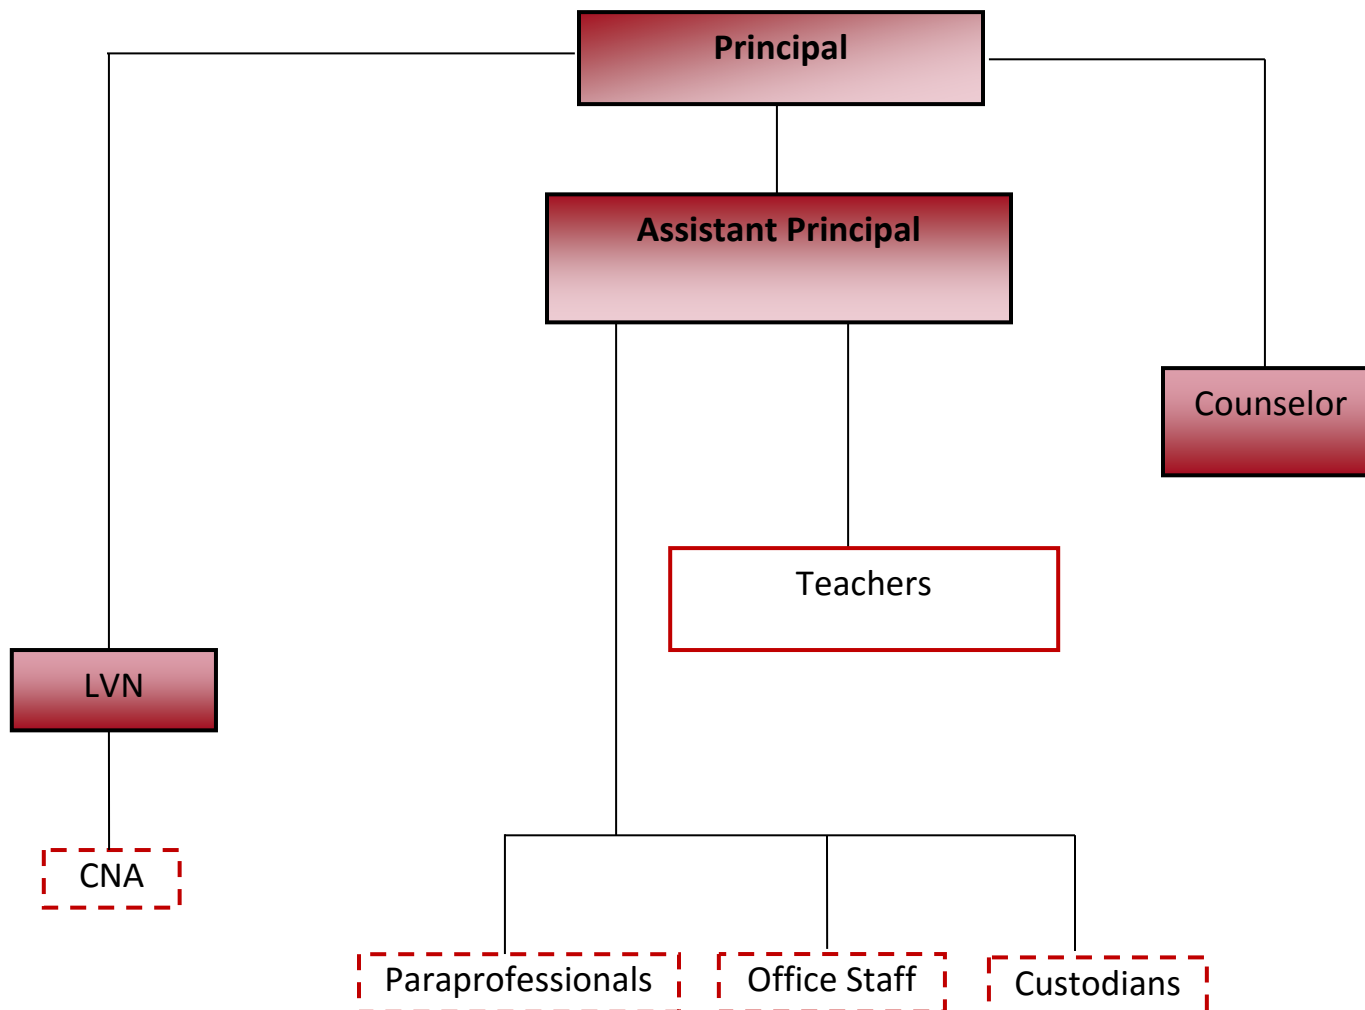 Principal
Assistant Principal
Counselor
Teachers
LVN
CNA
Paraprofessionals
Office Staff
Custodians